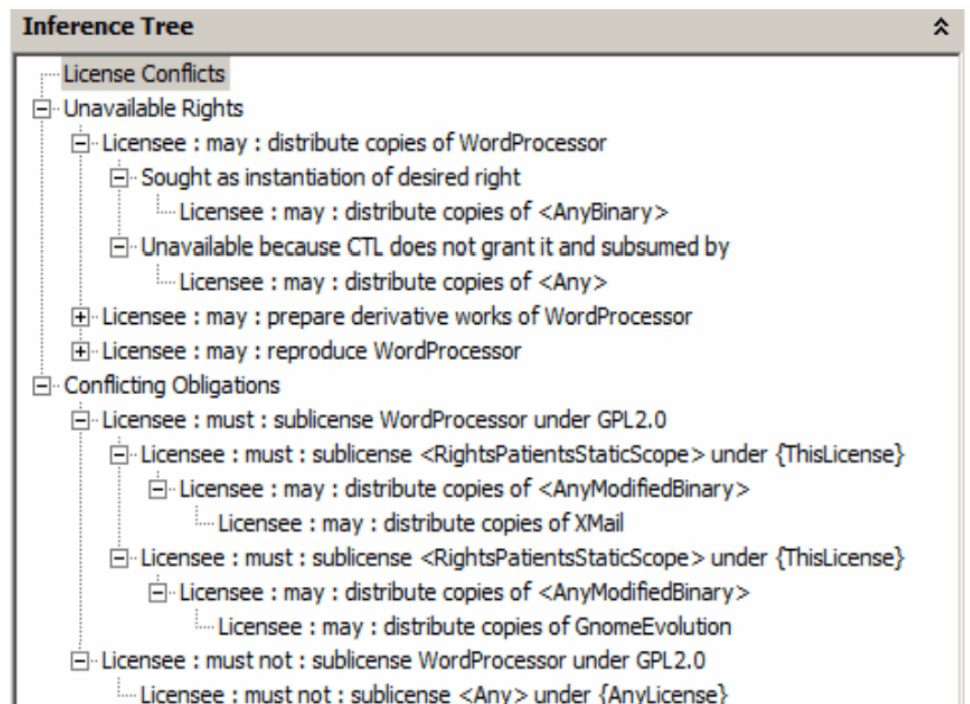 Inference Tree
License Conflicts
Unavailable Rights
Licensee : may : distribute copies of WordProcessor
Sought as instantiation of desired right
Licensee : may : distribute copies of <AnyBinary>
Unavailable because CTL does not grant it and subsumed by
Licensee : may : distribute copies of <Any>
Licensee : may : prepare derivative works of WordProcessor
Licensee : may : reproduce WordProcessor
Conflicting Obligations
Licensee : must : sublicense WordProcessor under GPL2.0
Licensee : must : sublicense <RightsPatientsStaticScope> under {ThisLicense}
Licensee : may : distribute copies of <AnyModifiedBinary>
Licensee : may : distribute copies of XMail
Licensee : must : sublicense <RightsPatientsStaticScope> under {ThisLicense}
Licensee : may : distribute copies of <AnyModifiedBinary>
Licensee : may : distribute copies of GnomeEvolution
Licensee : must not : sublicense WordProcessor under GPL2.0
Licensee : must not : sublicense <Any> under {AnyLicense}